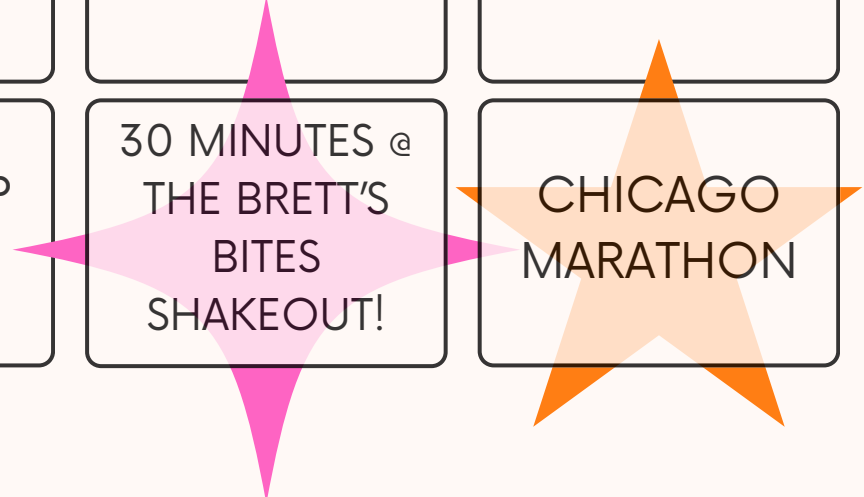 30 MINUTES @
THE BRETT'S
BITES
SHAKEOUT!
CHICAGO
MARATHON